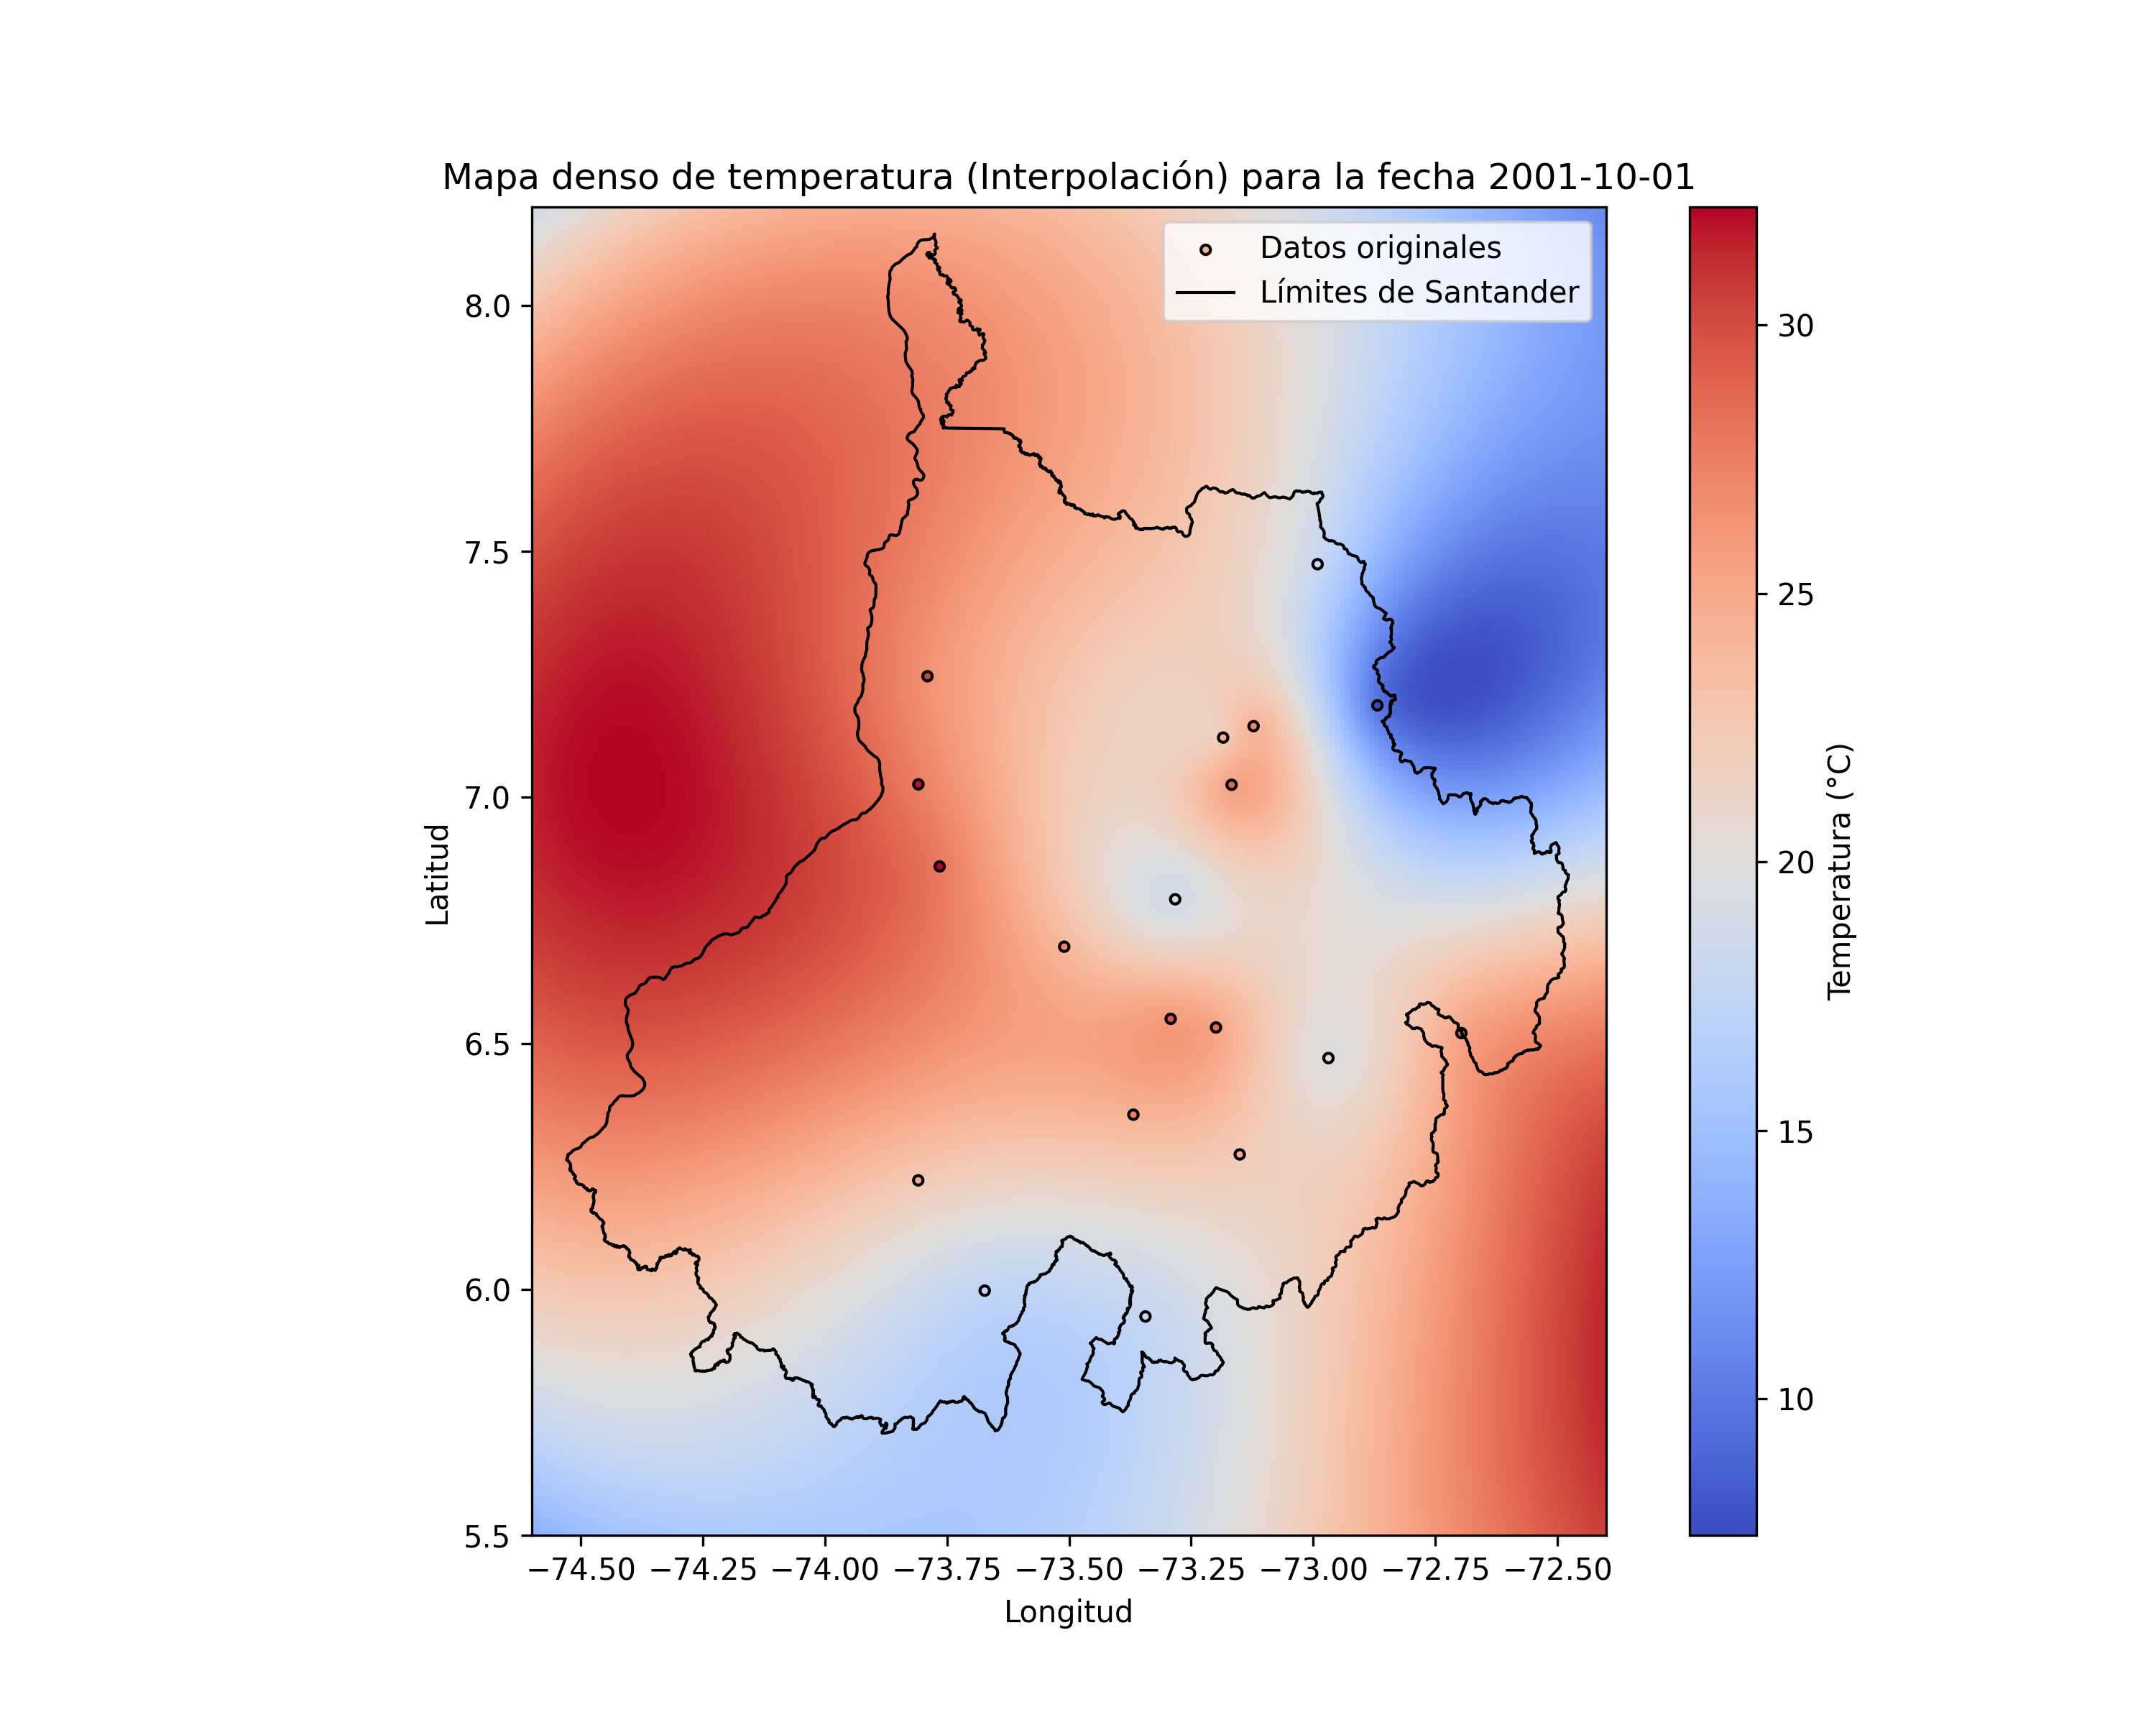 Mapa denso de temperatura (Interpolación) para la fecha 2001-10-01
Datos originales
Límites de Santander
8.0
7.5
7.0
6.5
6.0
5.5
Latitud
−74.50 −74.25 −74.00 −73.75 −73.50 −73.25 −73.00 −72.75 −72.50
Longitud
30
25
20
15
10
Temperatura (°C)